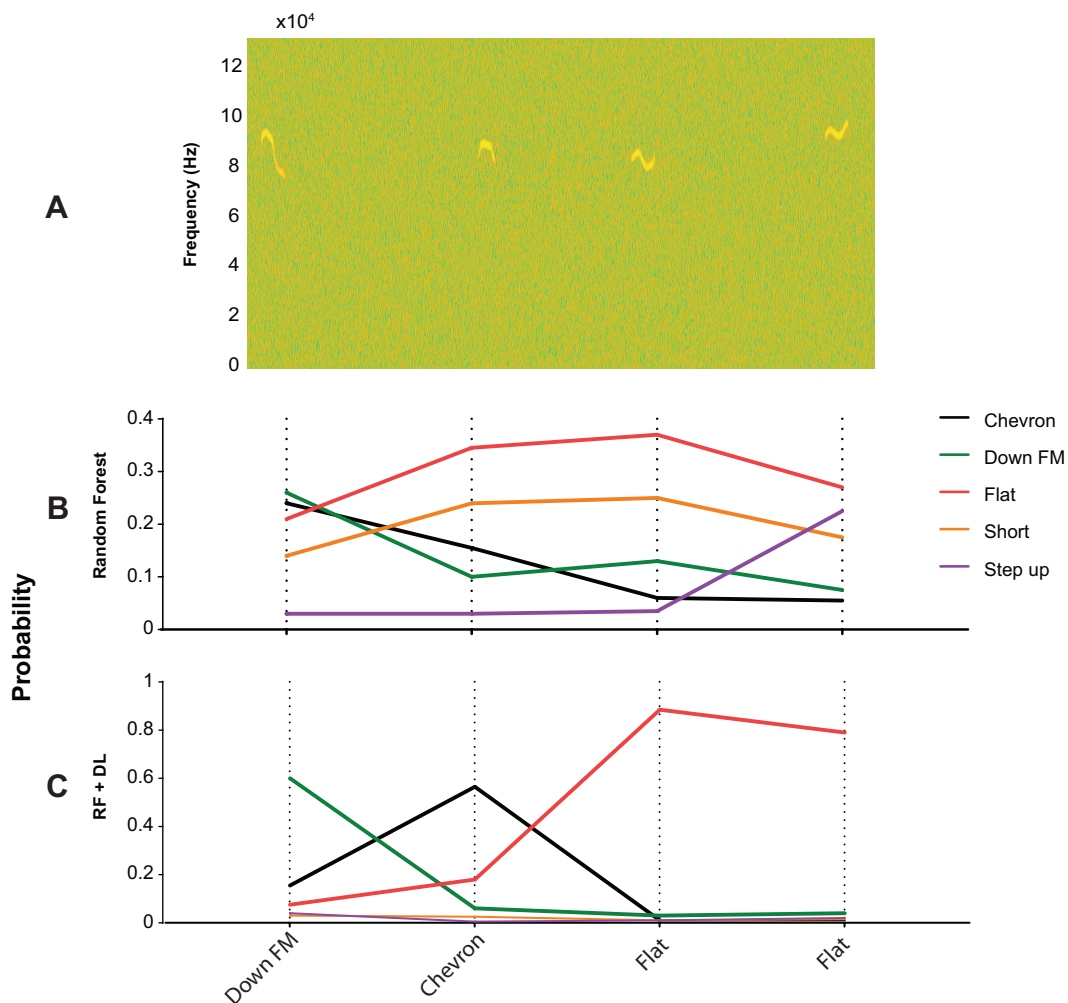 x10⁴
A
Frequency (Hz)
12
10
8
6
4
2
0
Probability
B
Random Forest
0.4
0.3
0.2
0.1
0
Chevron
Down FM
Flat
Short
Step up
C
RF + DL
1
0.8
0.6
0.4
0.2
0
Down FM
Chevron
Flat
Flat